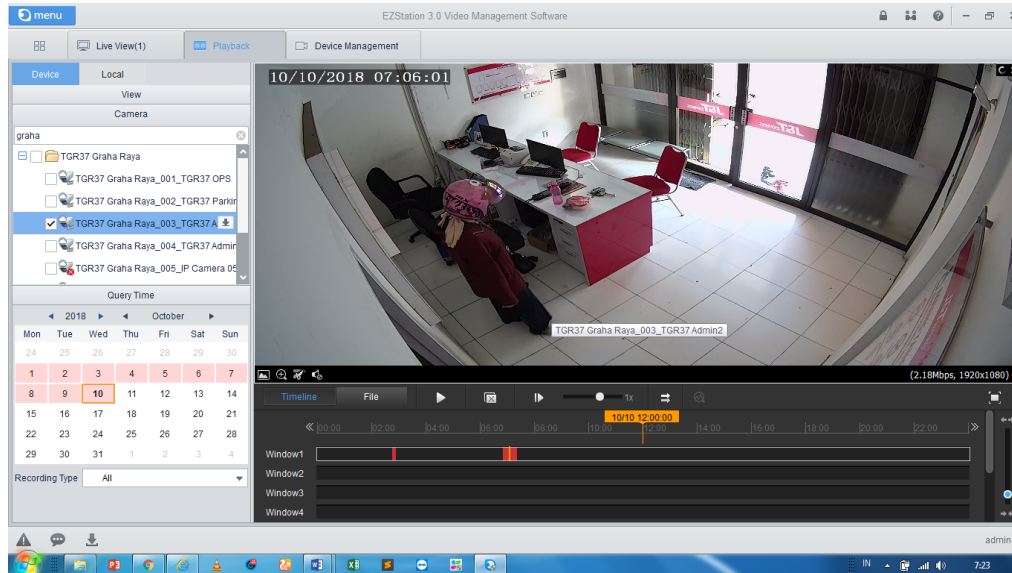 menu
EZStation 3.0 Video Management Software
Live View(1)
Playback
Device Management
Device
Local
View
Camera
graha
TGR37 Graha Raya
TGR37 Graha Raya_001_TGR37 OPS
TGR37 Graha Raya_002_TGR37 Parkir
TGR37 Graha Raya_003_TGR37 A
TGR37 Graha Raya_004_TGR37 Admin
TGR37 Graha Raya_005_IP Camera 05
Query Time
2018 October
Mon Tue Wed Thu Fri Sat Sun
24 25 26 27 28 29 30
1 2 3 4 5 6 7
8 9 10 11 12 13 14
15 16 17 18 19 20 21
22 23 24 25 26 27 28
29 30 31 1 2 3 4
Recording Type All
10/10/2018 07:06:01
TGR37 Graha Raya_003_TGR37 Admin2
(2.18Mbps, 1920x1080)
Timeline
File
1x
10/10 12:00:00
00:00 02:00 04:00 06:00 08:00 10:00 12:00 14:00 16:00 18:00 20:00 22:00
Window1
Window2
Window3
Window4
admin
IN
7:23